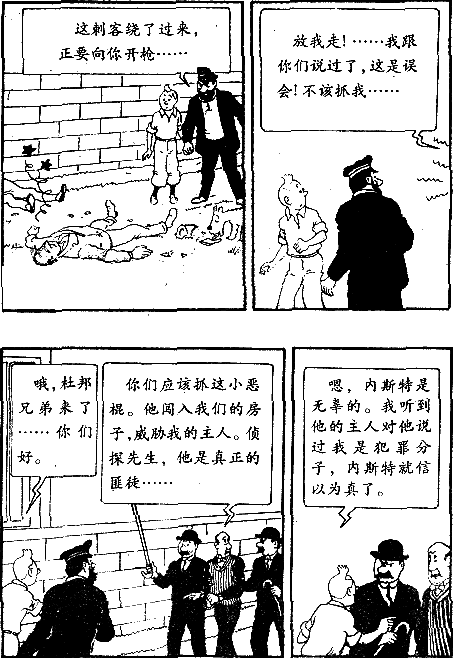 这刺客绕了过来，
正要向你开枪……
放我走！……我跟
你们说过了，这是误
会！不该抓我……
哦，杜邦
兄弟来了
……你们
好。
你们应该抓这小恶
棍。他闯入我们的房
子，威胁我的主人。侦
探先生，他是真正的
匪徒……
嗯，内斯特是
无辜的。我听到
他的主人对他说
过我是犯罪分
子，内斯特就信
以为真了。